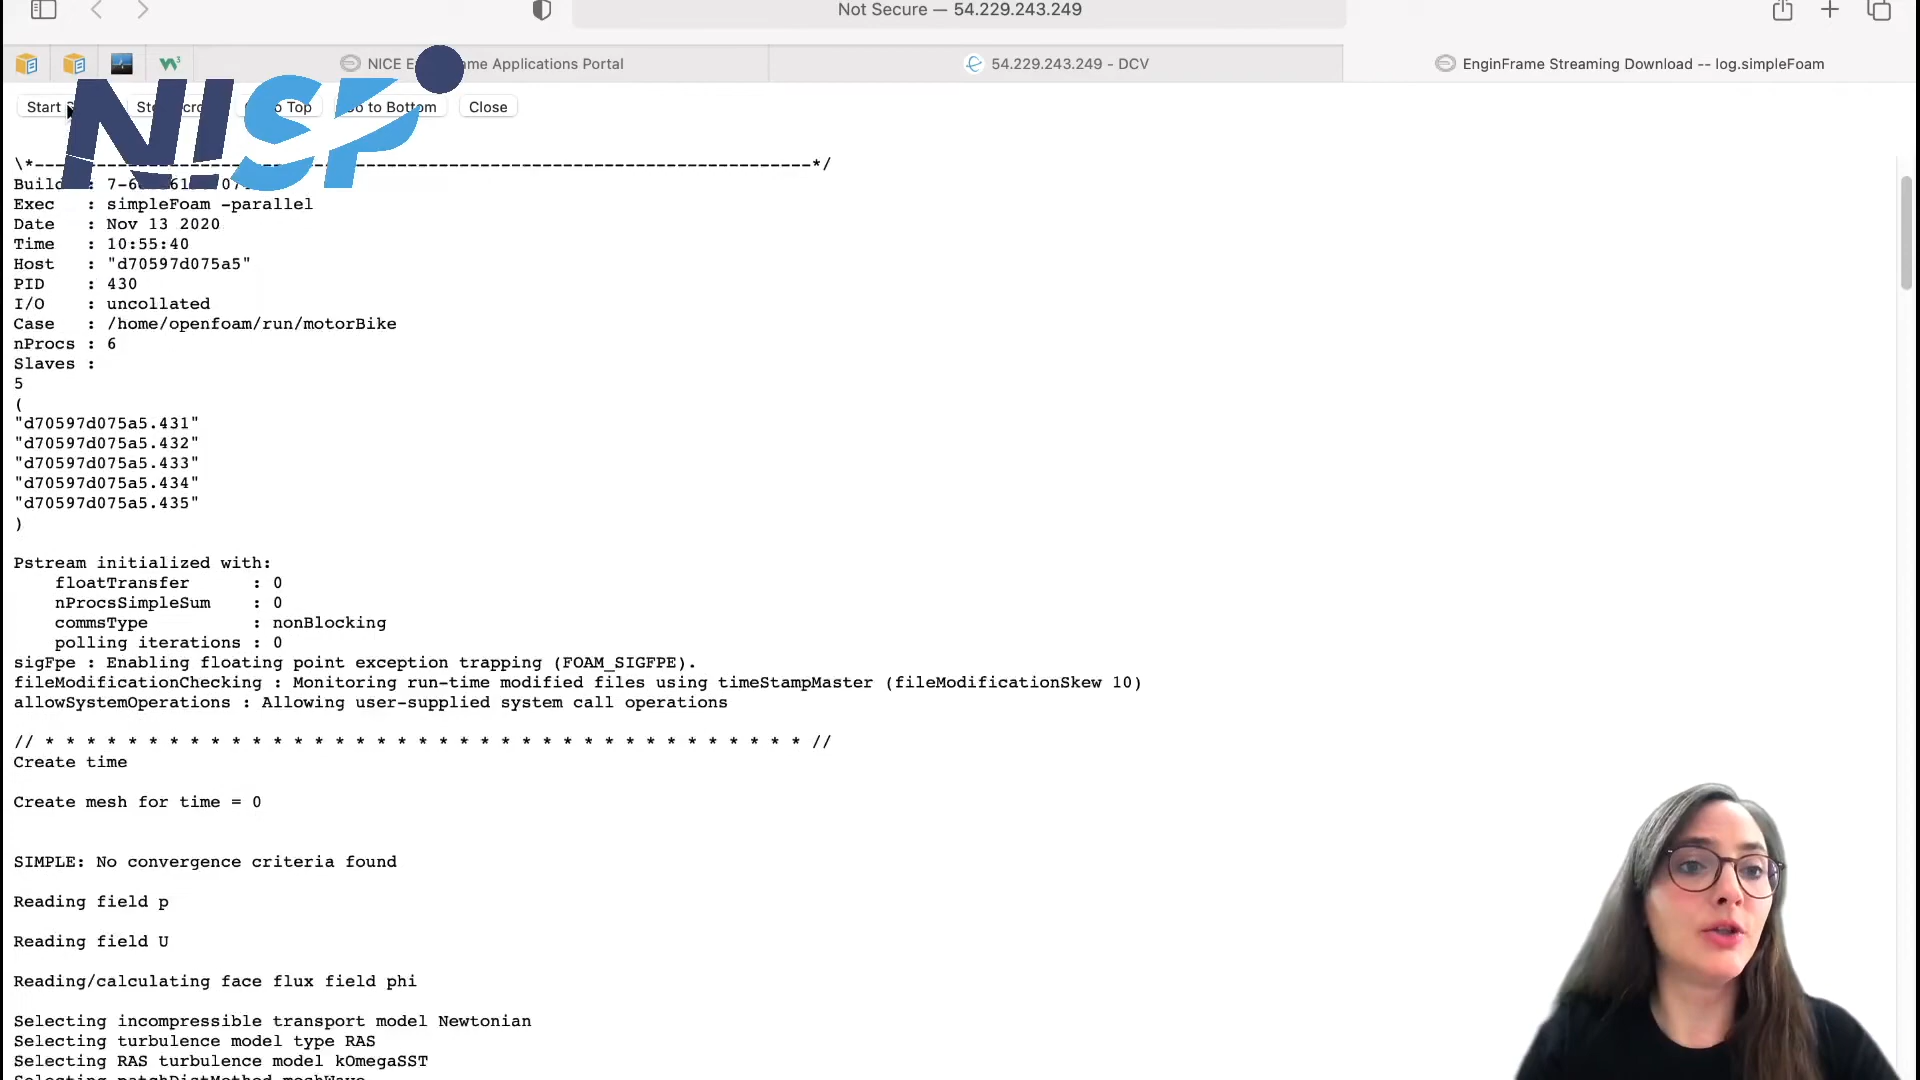 Not Secure — 54.229.243.249
NICE E me Applications Portal
54.229.243.249 - DCV
EnginFrame Streaming Download -- log.simpleFoam
Start Top to Bottom Close
NISP
\*---------------------------------------------------------------------------*/
Build : 7-
Exec : simpleFoam -parallel
Date : Nov 13 2020
Time : 10:55:40
Host : "d70597d075a5"
PID : 430
I/O : uncollated
Case : /home/openfoam/run/motorBike
nProcs : 6
Slaves :
5
(
"d70597d075a5.431"
"d70597d075a5.432"
"d70597d075a5.433"
"d70597d075a5.434"
"d70597d075a5.435"
)
Pstream initialized with:
floatTransfer : 0
nProcsSimpleSum : 0
commsType : nonBlocking
polling iterations : 0
sigFpe : Enabling floating point exception trapping (FOAM_SIGFPE).
fileModificationChecking : Monitoring run-time modified files using timeStampMaster (fileModificationSkew 10)
allowSystemOperations : Allowing user-supplied system call operations
// * * * * * * * * * * * * * * * * * * * * * * * * * * * * * * * * * * * * * //
Create time
Create mesh for time = 0
SIMPLE: No convergence criteria found
Reading field p
Reading field U
Reading/calculating face flux field phi
Selecting incompressible transport model Newtonian
Selecting turbulence model type RAS
Selecting RAS turbulence model kOmegaSST
Selecting patchDistMethod meshWave